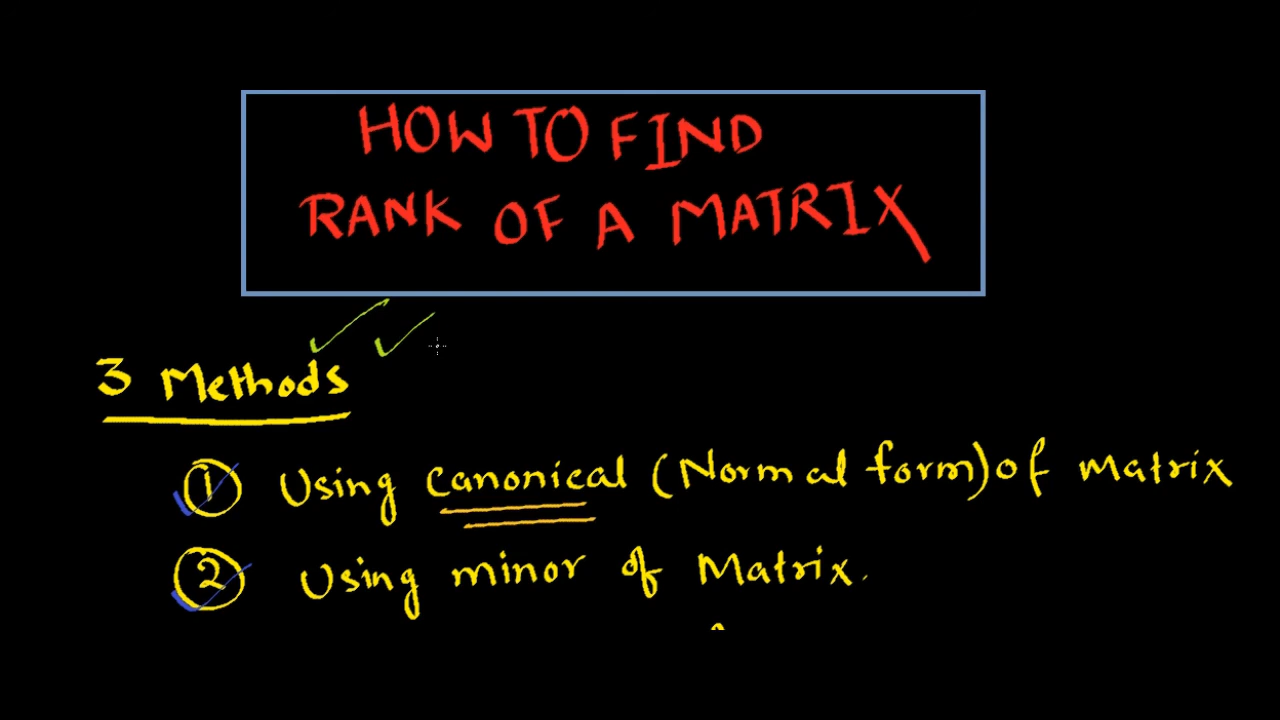 HOW TO FIND
RANK OF A MATRIX
3 Methods
1 Using canonical (Normal form) of matrix
2 Using minor of Matrix.